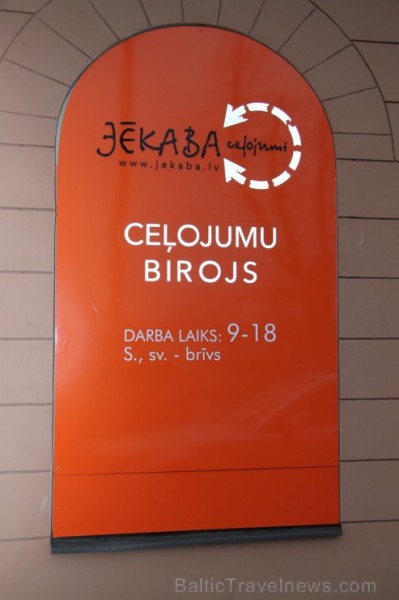 JĒKABA ceļojumi
www.jekaba.lv
CEĻOJUMU
BIROJS
DARBA LAIKS: 9-18
S., sv. - brīvs
BalticTravelnews.com